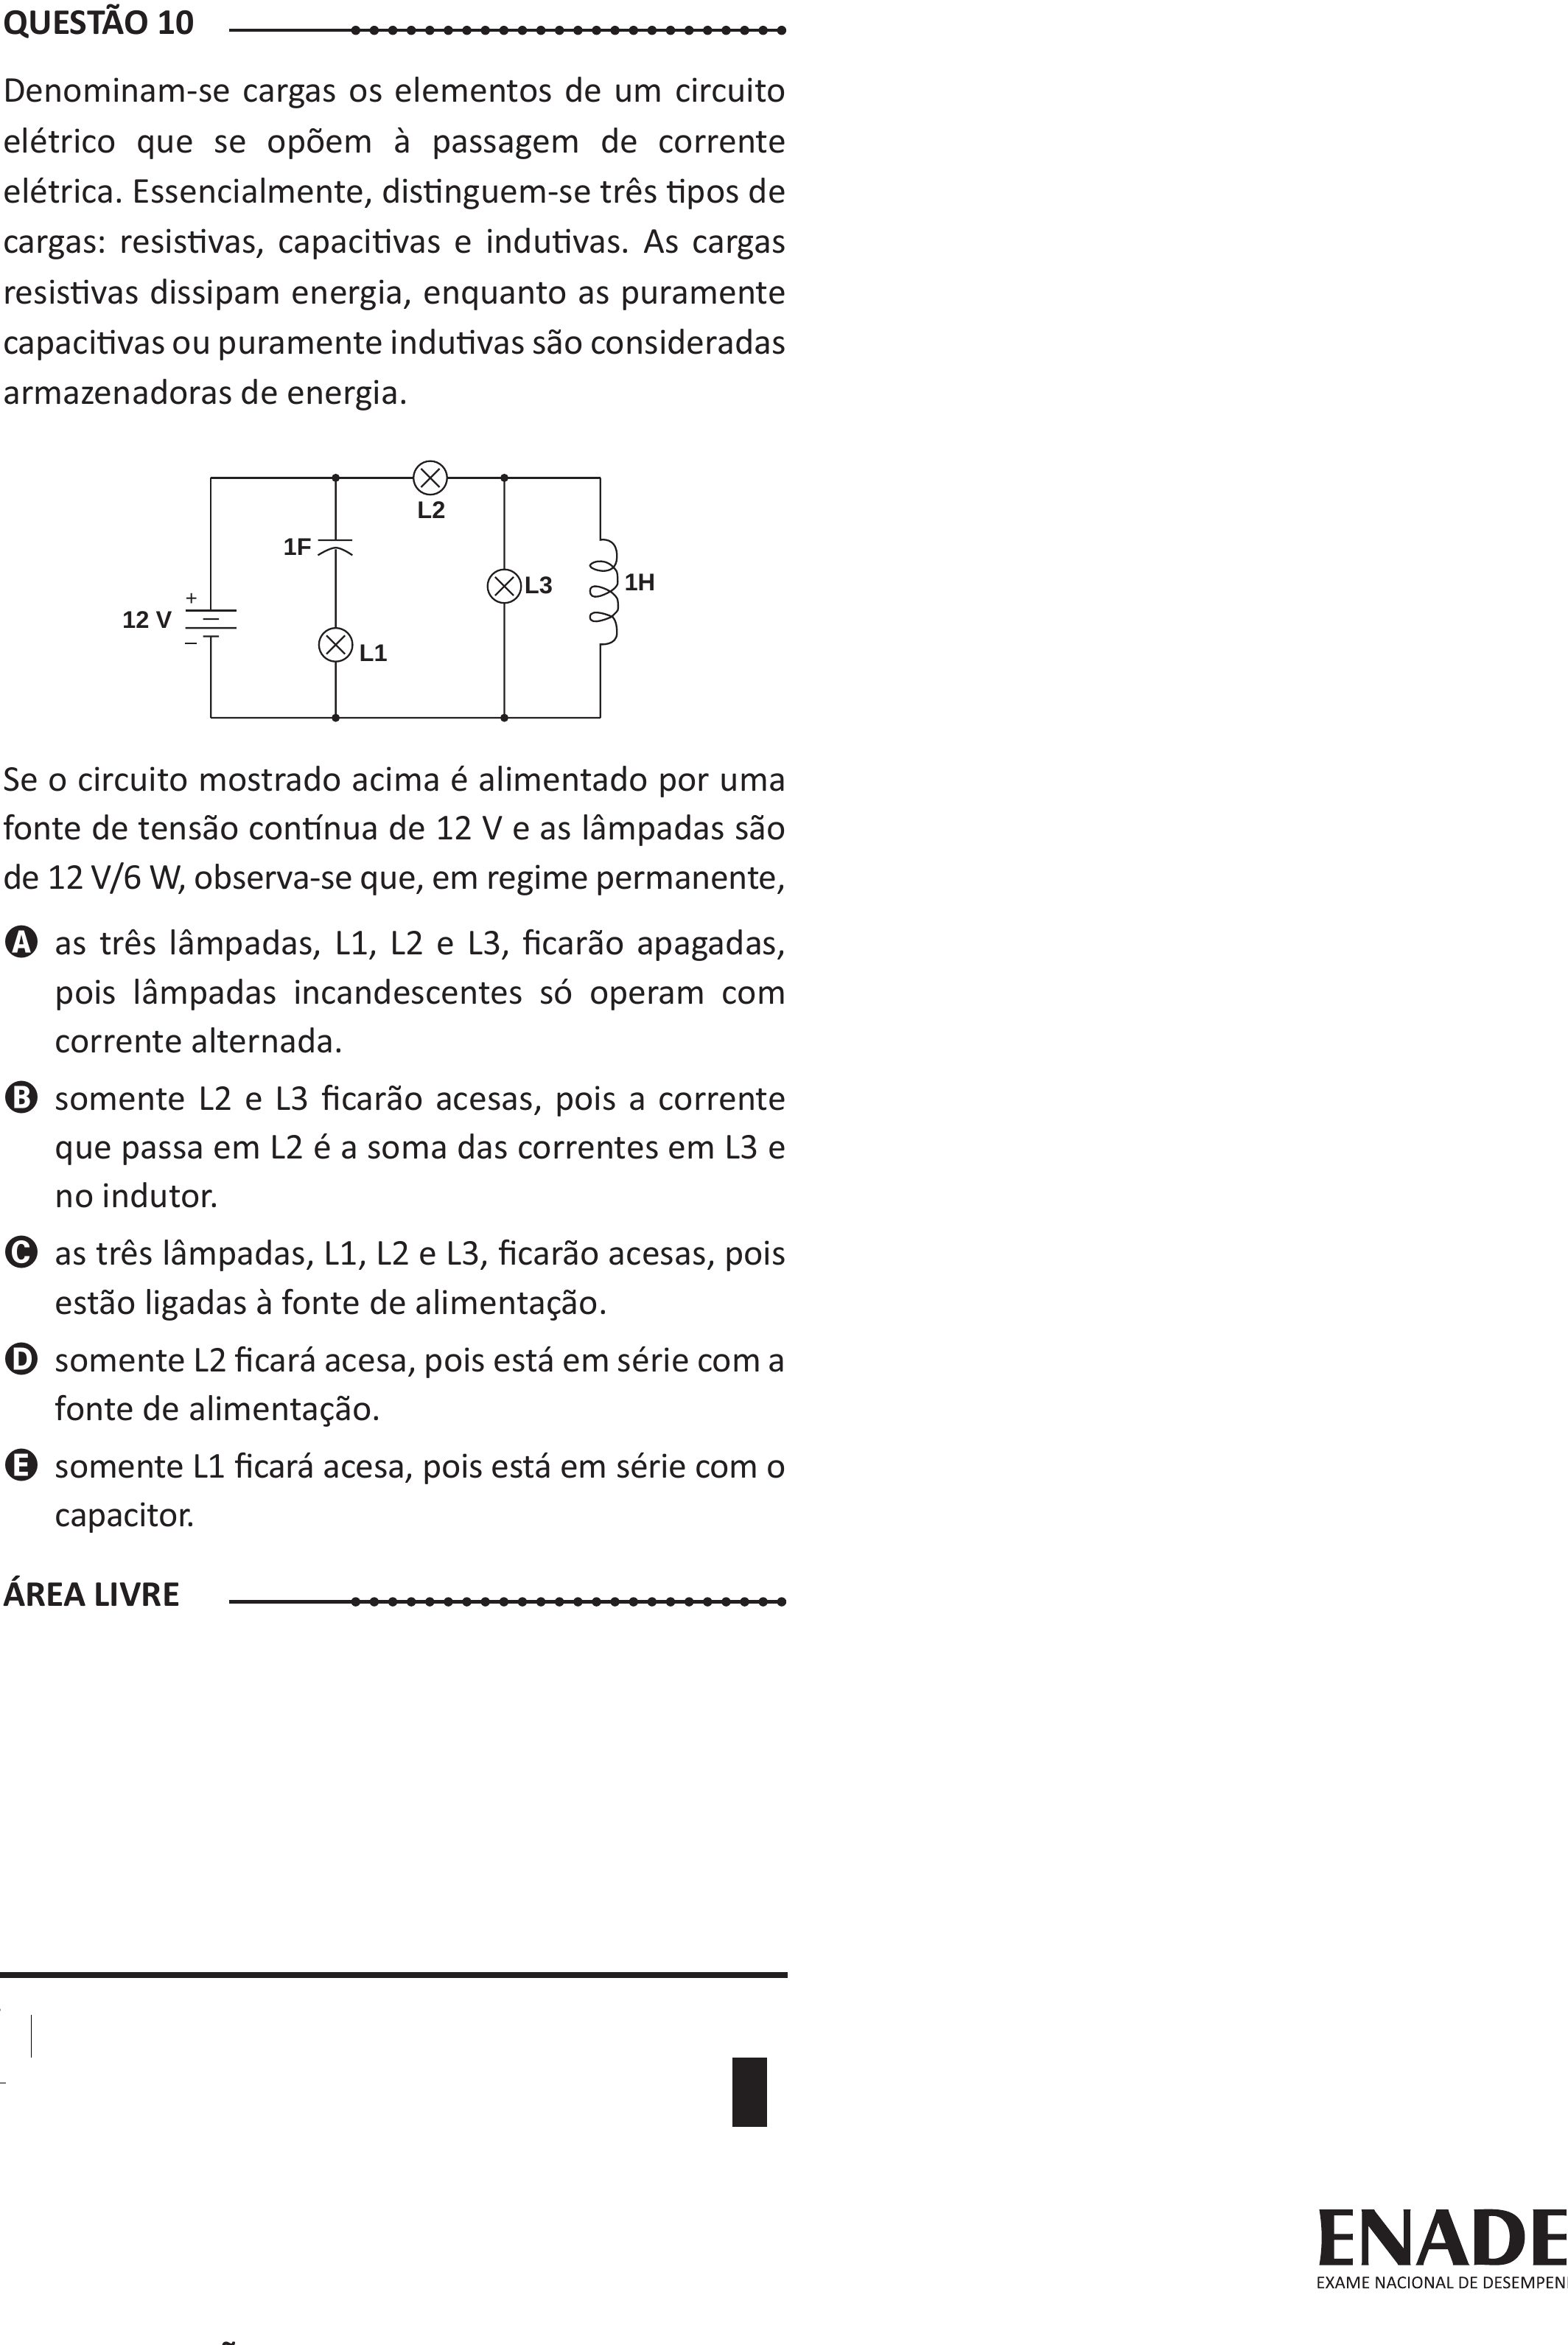 QUESTÃO 10
Denominam-se cargas os elementos de um circuito
elétrico que se opõem à passagem de corrente
elétrica. Essencialmente, distinguem-se três tipos de
cargas: resistivas, capacitivas e indutivas. As cargas
resistivas dissipam energia, enquanto as puramente
capacitivas ou puramente indutivas são consideradas
armazenadoras de energia.
L2
1F
L3
1H
+
12 V
–
L1
Se o circuito mostrado acima é alimentado por uma
fonte de tensão contínua de 12 V e as lâmpadas são
de 12 V/6 W, observa-se que, em regime permanente,
A as três lâmpadas, L1, L2 e L3, ficarão apagadas,
pois lâmpadas incandescentes só operam com
corrente alternada.
B somente L2 e L3 ficarão acesas, pois a corrente
que passa em L2 é a soma das correntes em L3 e
no indutor.
C as três lâmpadas, L1, L2 e L3, ficarão acesas, pois
estão ligadas à fonte de alimentação.
D somente L2 ficará acesa, pois está em série com a
fonte de alimentação.
E somente L1 ficará acesa, pois está em série com o
capacitor.
ÁREA LIVRE
ENADE
EXAME NACIONAL DE DESEMPEN